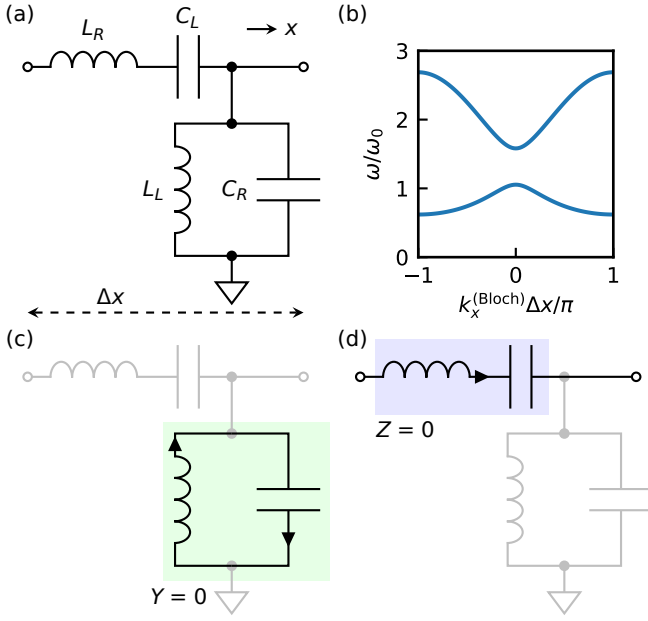 (a)
L_R
C_L
x
L_L
C_R
Δx
(b)
ω/ω_0
3
2
1
0
−1
0
1
k_x^(Bloch) Δx/π
(c)
Y = 0
(d)
Z = 0